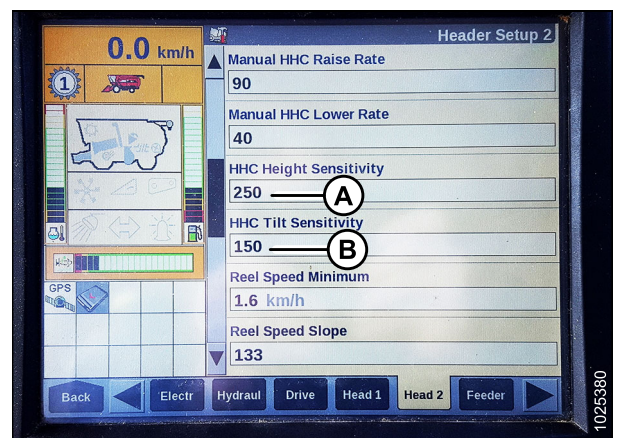 0.0 km/h
Header Setup 2
1
Manual HHC Raise Rate
90
Manual HHC Lower Rate
40
HHC Height Sensitivity
250
A
HHC Tilt Sensitivity
150
B
Reel Speed Minimum
1.6 km/h
GPS
Reel Speed Slope
133
Back
Electr
Hydraul
Drive
Head 1
Head 2
Feeder
1025380